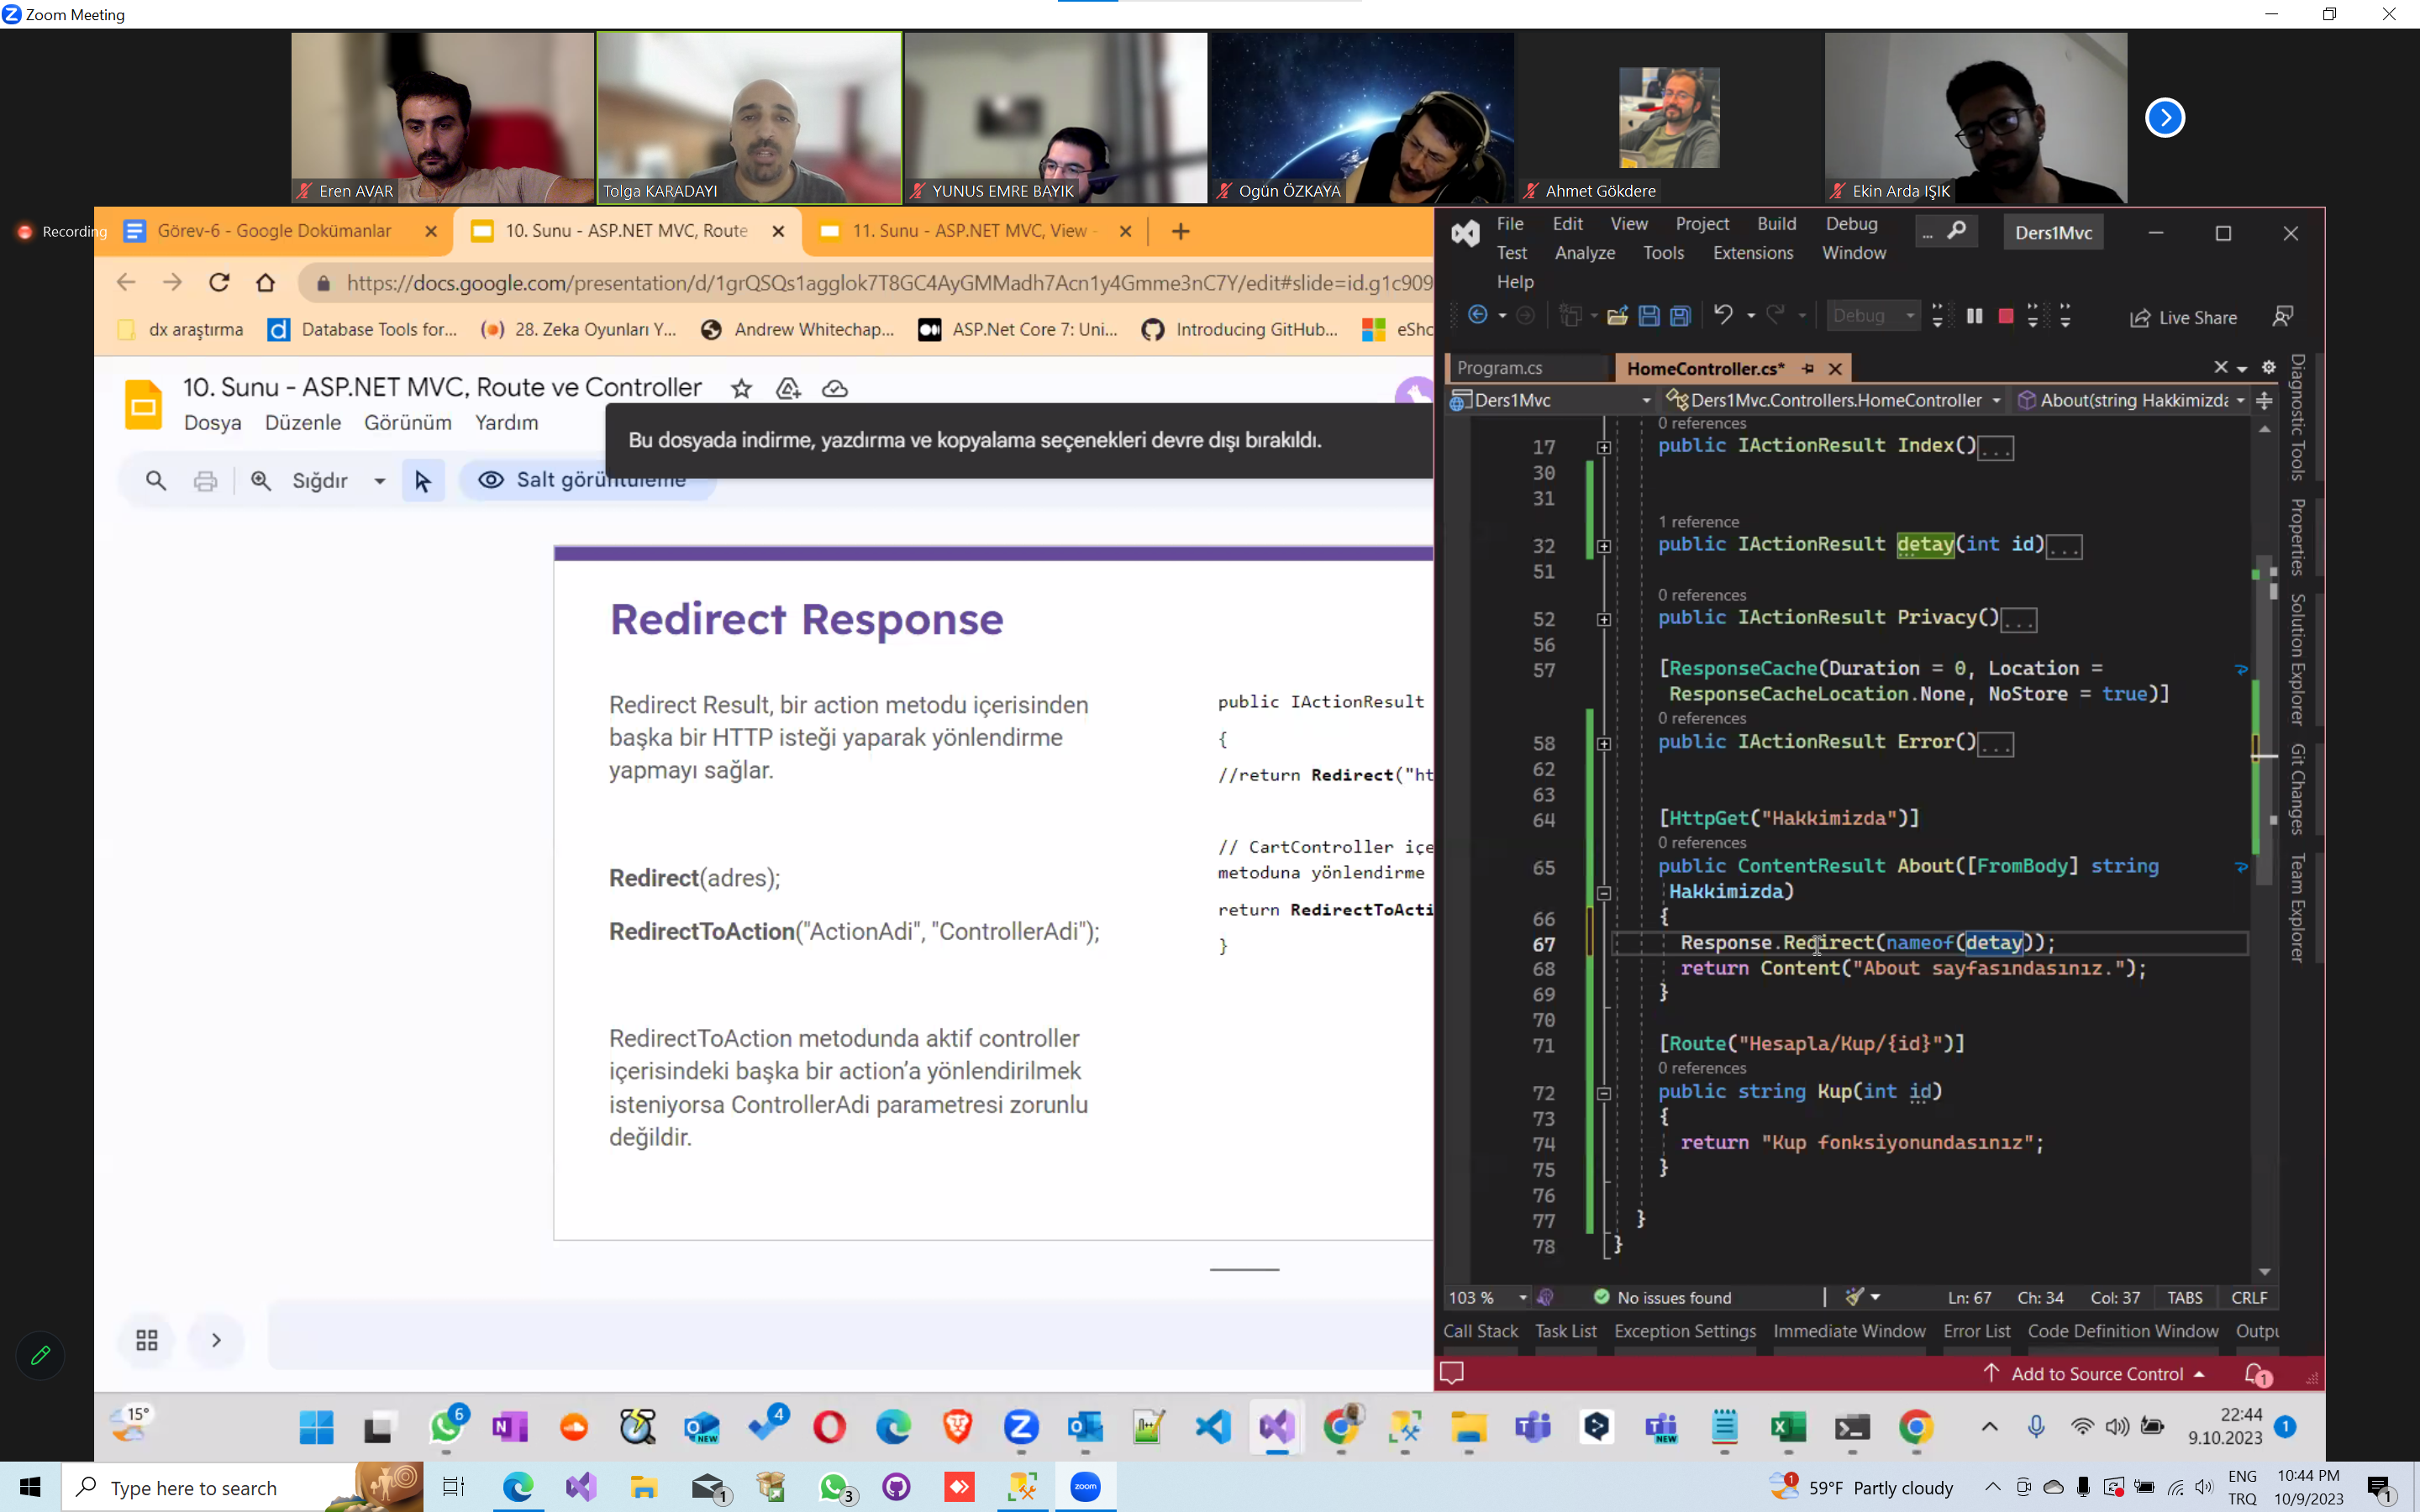 Zoom Meeting
Eren AVAR
Tolga KARADAYI
YUNUS EMRE BAYIK
Ogün ÖZKAYA
Ahmet Gökdere
Ekin Arda IŞIK
Recording
Görev-6 - Google Dokümanlar
10. Sunu - ASP.NET MVC, Route
11. Sunu - ASP.NET MVC, View -
https://docs.google.com/presentation/d/1grQSQs1agglok7T8GC4AyGMMadh7Acn1y4Gmme3nC7Y/edit#slide=id.g1c909
dx araştırma
Database Tools for...
28. Zeka Oyunları Y...
Andrew Whitechap...
ASP.Net Core 7: Uni...
Introducing GitHub...
eSho
10. Sunu - ASP.NET MVC, Route ve Controller
Dosya Düzenle Görünüm Yardım
Bu dosyada indirme, yazdırma ve kopyalama seçenekleri devre dışı bırakıldı.
Sığdır
Salt görüntüleme
Redirect Response
Redirect Result, bir action metodu içerisinden
başka bir HTTP isteği yaparak yönlendirme
yapmayı sağlar.
Redirect(adres);
RedirectToAction("ActionAdi", "ControllerAdi");
RedirectToAction metodunda aktif controller
içerisindeki başka bir action’a yönlendirilmek
isteniyorsa ControllerAdi parametresi zorunlu
değildir.
public IActionResult
{
//return Redirect("ht
// CartController içe
metoduna yönlendirme
return RedirectToActi
}
File Edit View Project Build Debug
Test Analyze Tools Extensions Window
Help
...
Ders1Mvc
Debug
Live Share
Program.cs
HomeController.cs*
Ders1Mvc
Ders1Mvc.Controllers.HomeController
About(string Hakkimizda
0 references
17 public IActionResult Index()...
30
31
1 reference
32 public IActionResult detay(int id)...
51
0 references
52 public IActionResult Privacy()...
56
57 [ResponseCache(Duration = 0, Location =
ResponseCacheLocation.None, NoStore = true)]
0 references
58 public IActionResult Error()...
62
63
64 [HttpGet("Hakkimizda")]
0 references
65 public ContentResult About([FromBody] string
Hakkimizda)
66 {
67 Response.Redirect(nameof(detay));
68 return Content("About sayfasındasınız.");
69 }
70
71 [Route("Hesapla/Kup/{id}")]
0 references
72 public string Kup(int id)
73 {
74 return "Kup fonksiyonundasınız";
75 }
76
77 }
78 }
Diagnostic Tools
Properties
Solution Explorer
Git Changes
Team Explorer
103 %
No issues found
Ln: 67 Ch: 34 Col: 37 TABS CRLF
Call Stack Task List Exception Settings Immediate Window Error List Code Definition Window Outpu
Add to Source Control
1
15°
6
N
NEW
4
NEW
22:44
9.10.2023
1
Type here to search
1
3
zoom
1
59°F Partly cloudy
ENG
TRQ
10:44 PM
10/9/2023
1